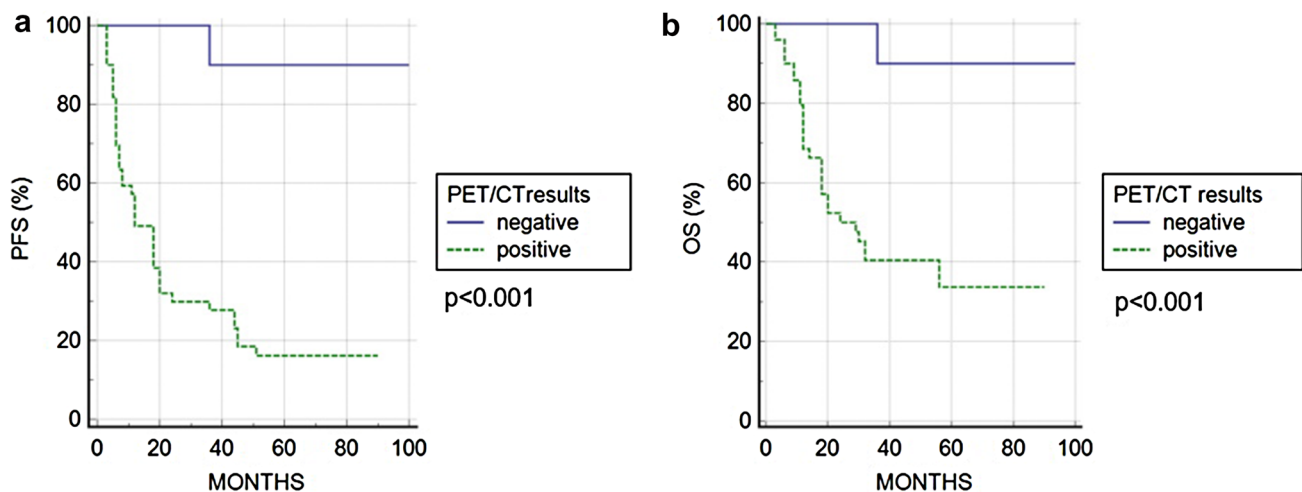 a
100
80
60
40
20
0
PFS (%)
0 20 40 60 80 100
MONTHS
PET/CTresults
negative
positive
p<0.001
b
100
80
60
40
20
0
OS (%)
0 20 40 60 80 100
MONTHS
PET/CT results
negative
positive
p<0.001